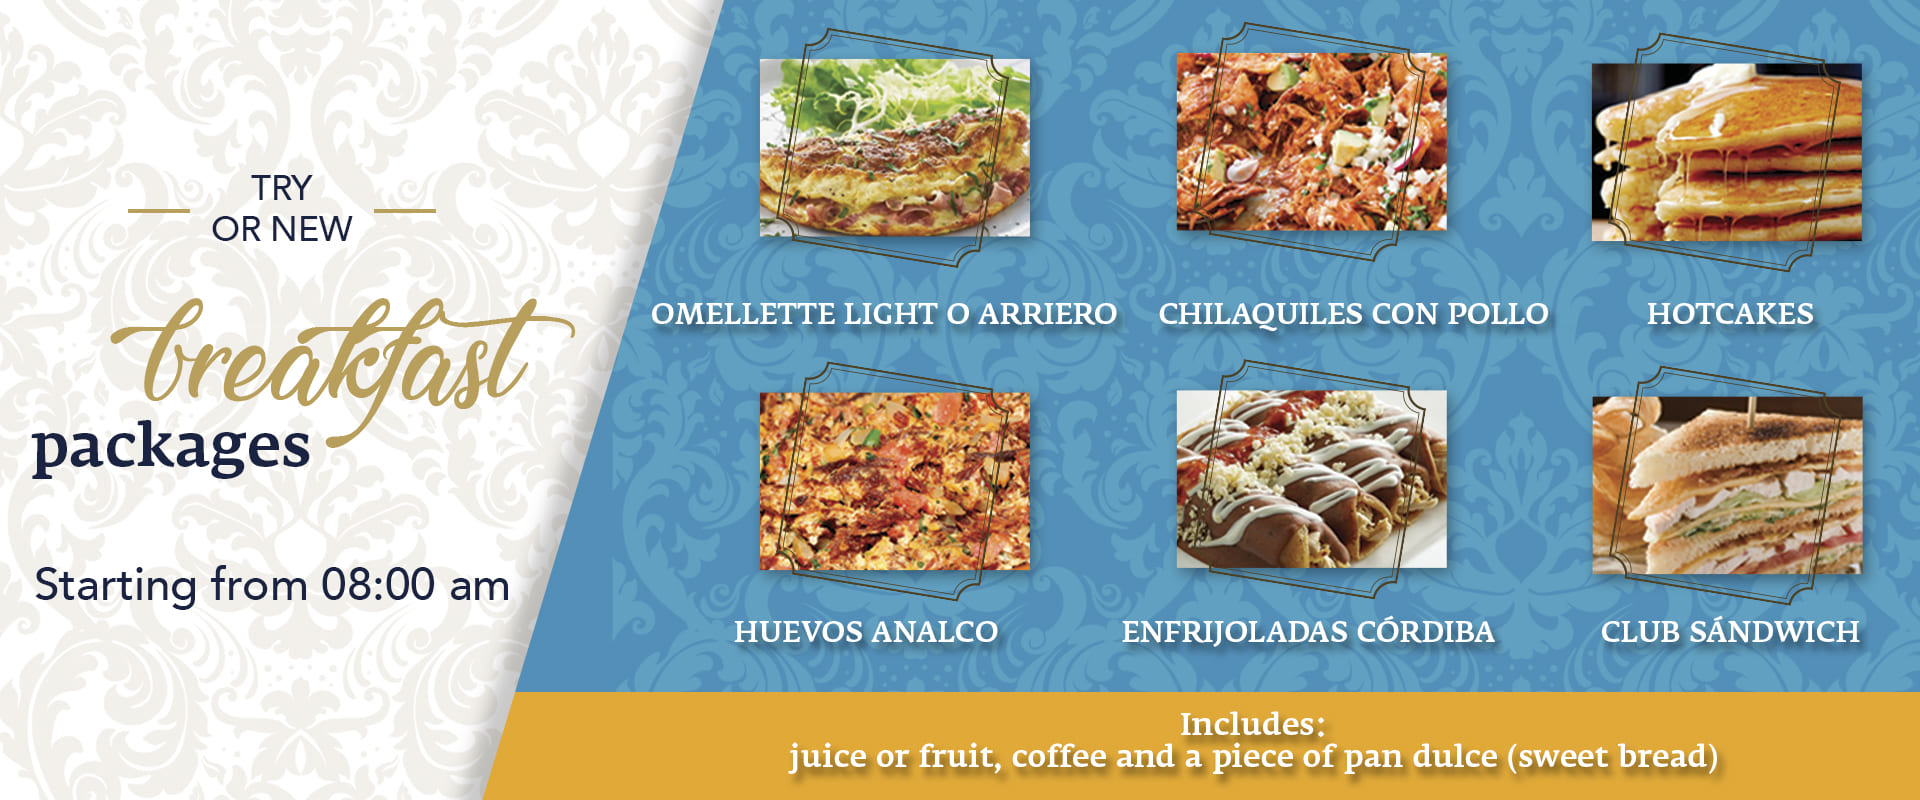 TRY
OR NEW
breakfast
packages
Starting from 08:00 am
OMELLETTE LIGHT O ARRIERO
CHILAQUILES CON POLLO
HOTCAKES
HUEVOS ANALCO
ENFRIJOLADAS CÓRDIBA
CLUB SÁNDWICH
Includes:
juice or fruit, coffee and a piece of pan dulce (sweet bread)